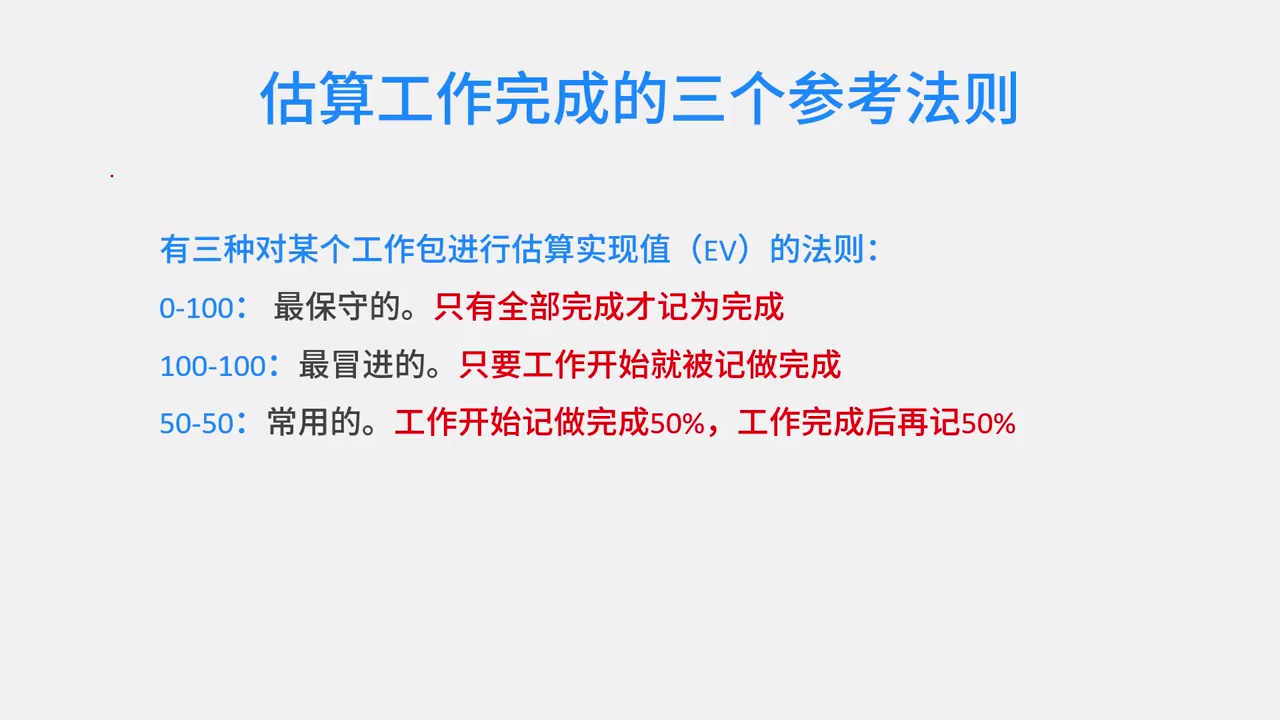 估算工作完成的三个参考法则
有三种对某个工作包进行估算实现值（EV）的法则：
0-100： 最保守的。只有全部完成才记为完成
100-100：最冒进的。只要工作开始就被记做完成
50-50：常用的。工作开始记做完成50%，工作完成后再记50%